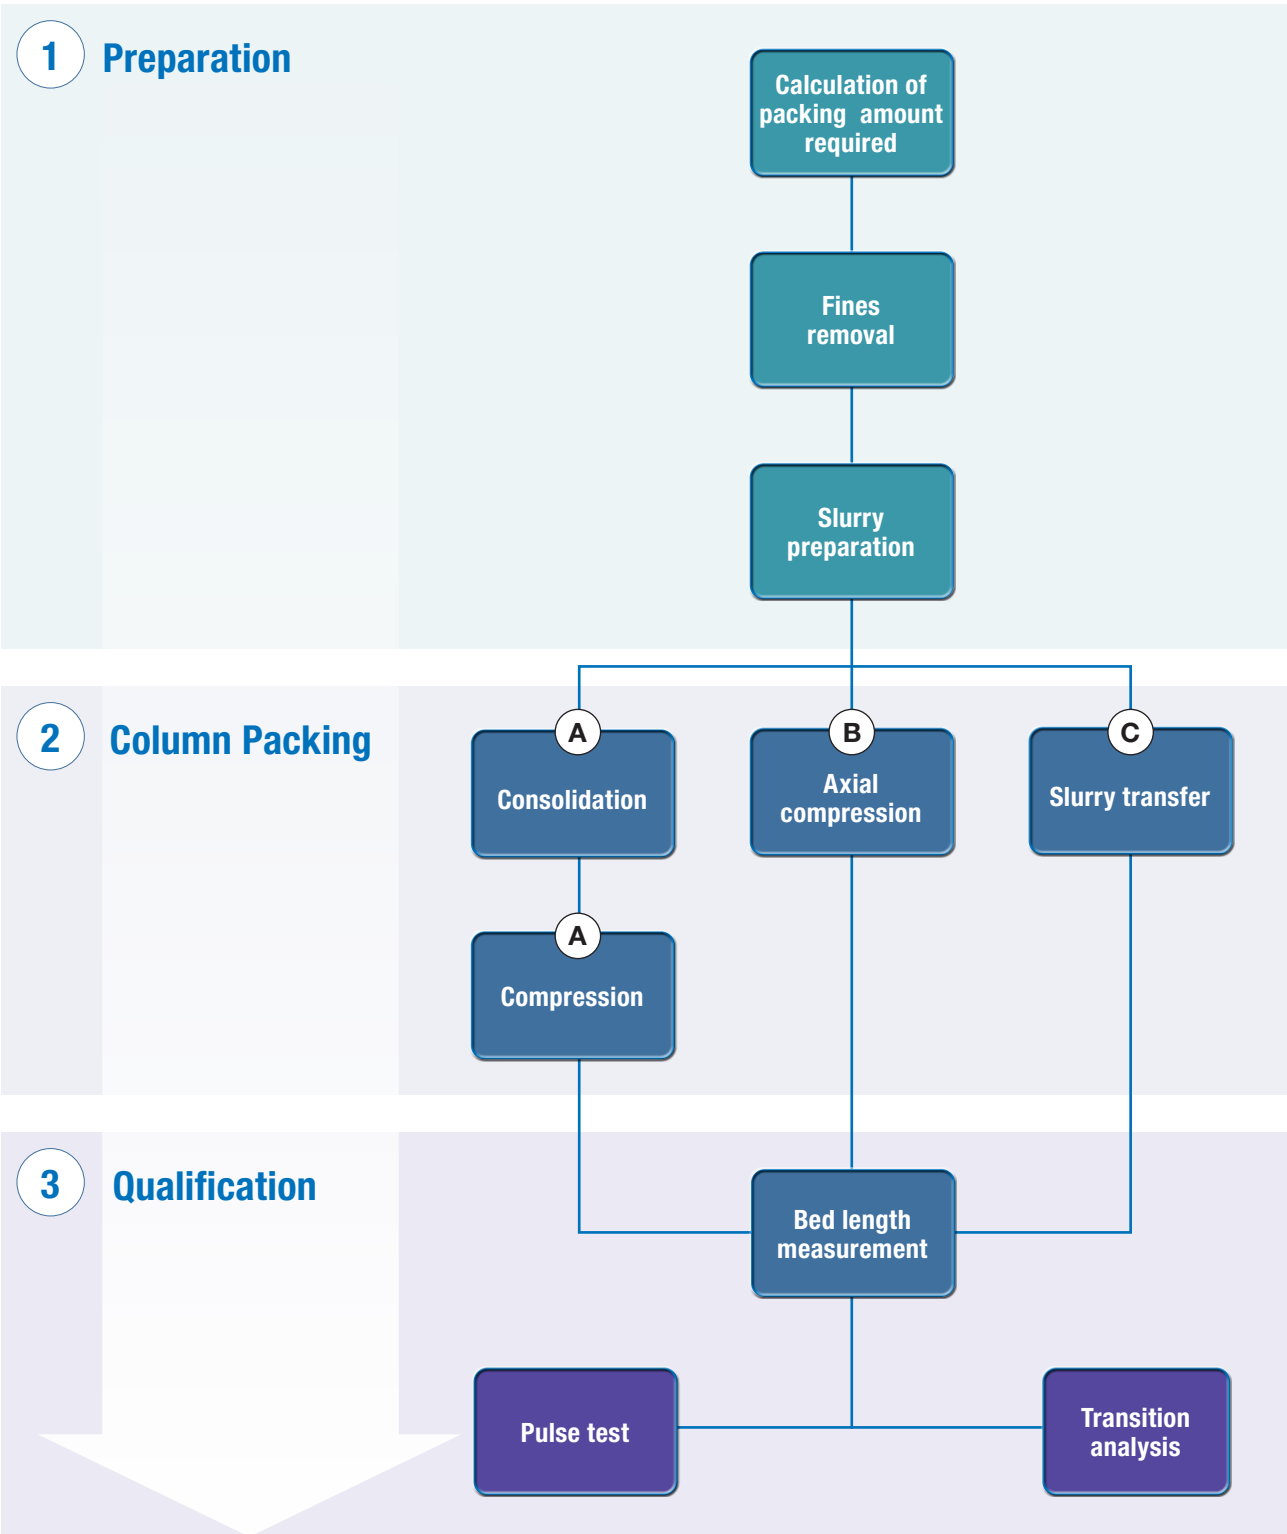 1 Preparation
Calculation of
packing amount
required
Fines
removal
Slurry
preparation
2 Column Packing
A
Consolidation
B
Axial
compression
C
Slurry transfer
A
Compression
3 Qualification
Bed length
measurement
Pulse test
Transition
analysis